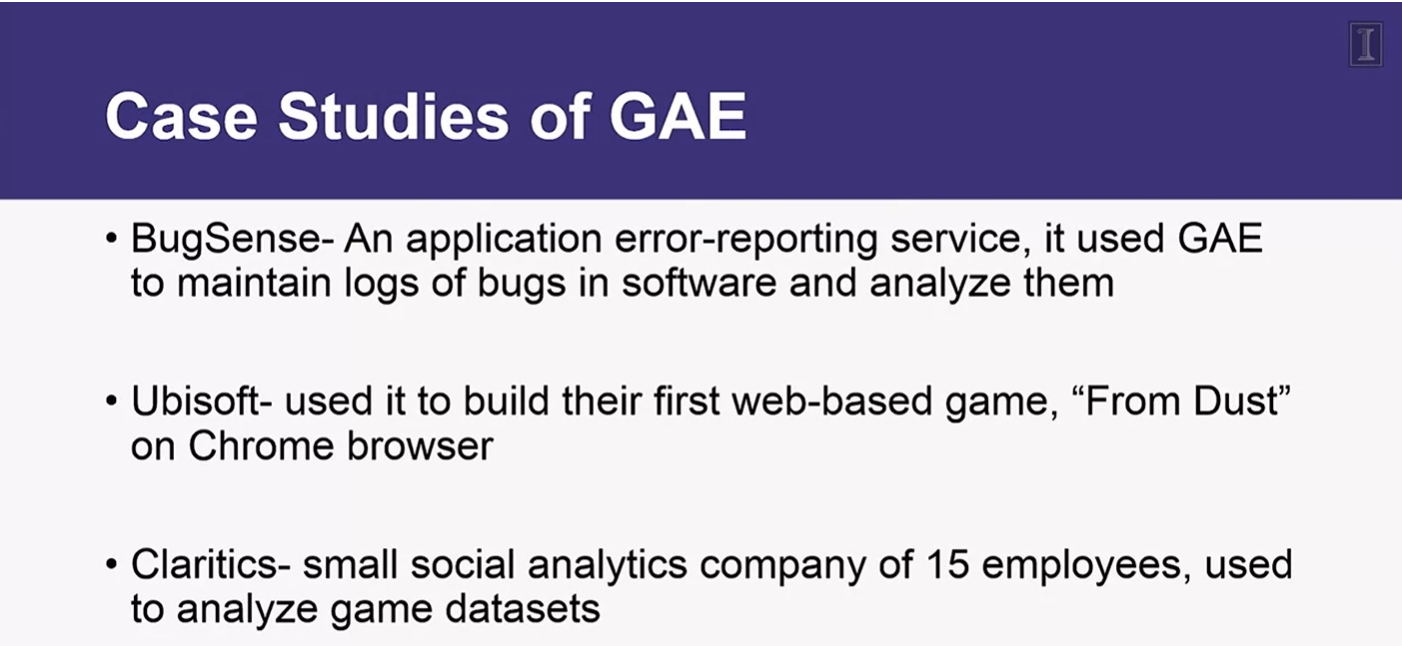 Case Studies of GAE
• BugSense- An application error-reporting service, it used GAE
to maintain logs of bugs in software and analyze them
• Ubisoft- used it to build their first web-based game, “From Dust”
on Chrome browser
• Claritics- small social analytics company of 15 employees, used
to analyze game datasets